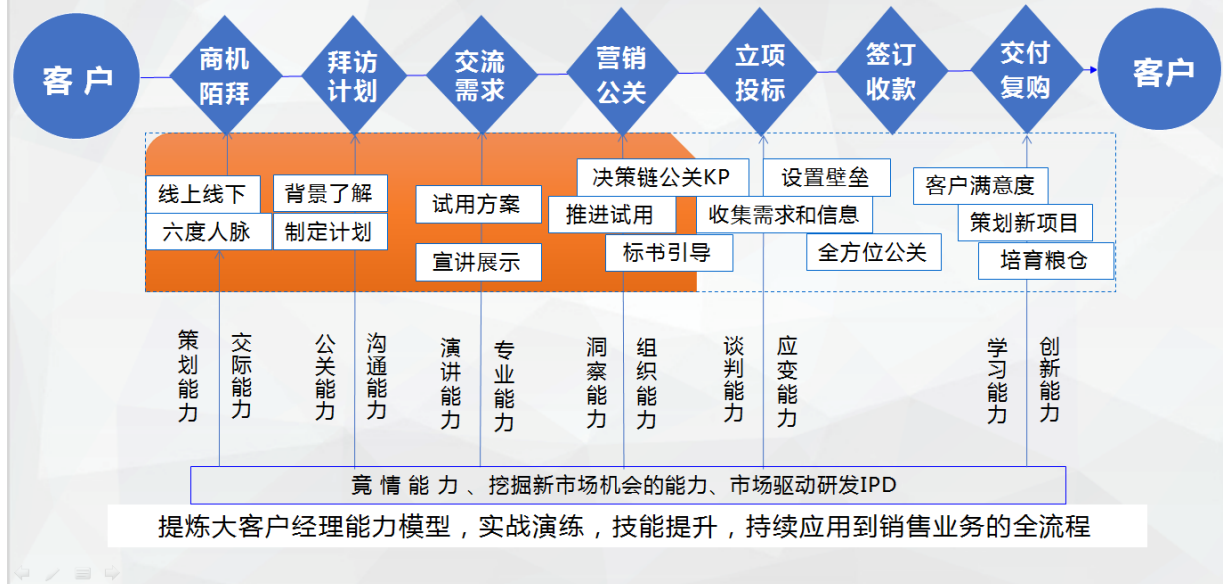 客 户
商机
陌拜
拜访
计划
交流
需求
营销
公关
立项
投标
签订
收款
交付
复购
客户
线上线下
六度人脉
背景了解
制定计划
试用方案
宣讲展示
决策链公关KP
推进试用
标书引导
设置壁垒
收集需求和信息
全方位公关
客户满意度
策划新项目
培育粮仓
策划能力
交际能力
公关能力
沟通能力
演讲能力
专业能力
洞察能力
组织能力
谈判能力
应变能力
学习能力
创新能力
竟 情 能 力 、挖掘新市场机会的能力、市场驱动研发IPD
提炼大客户经理能力模型，实战演练，技能提升，持续应用到销售业务的全流程